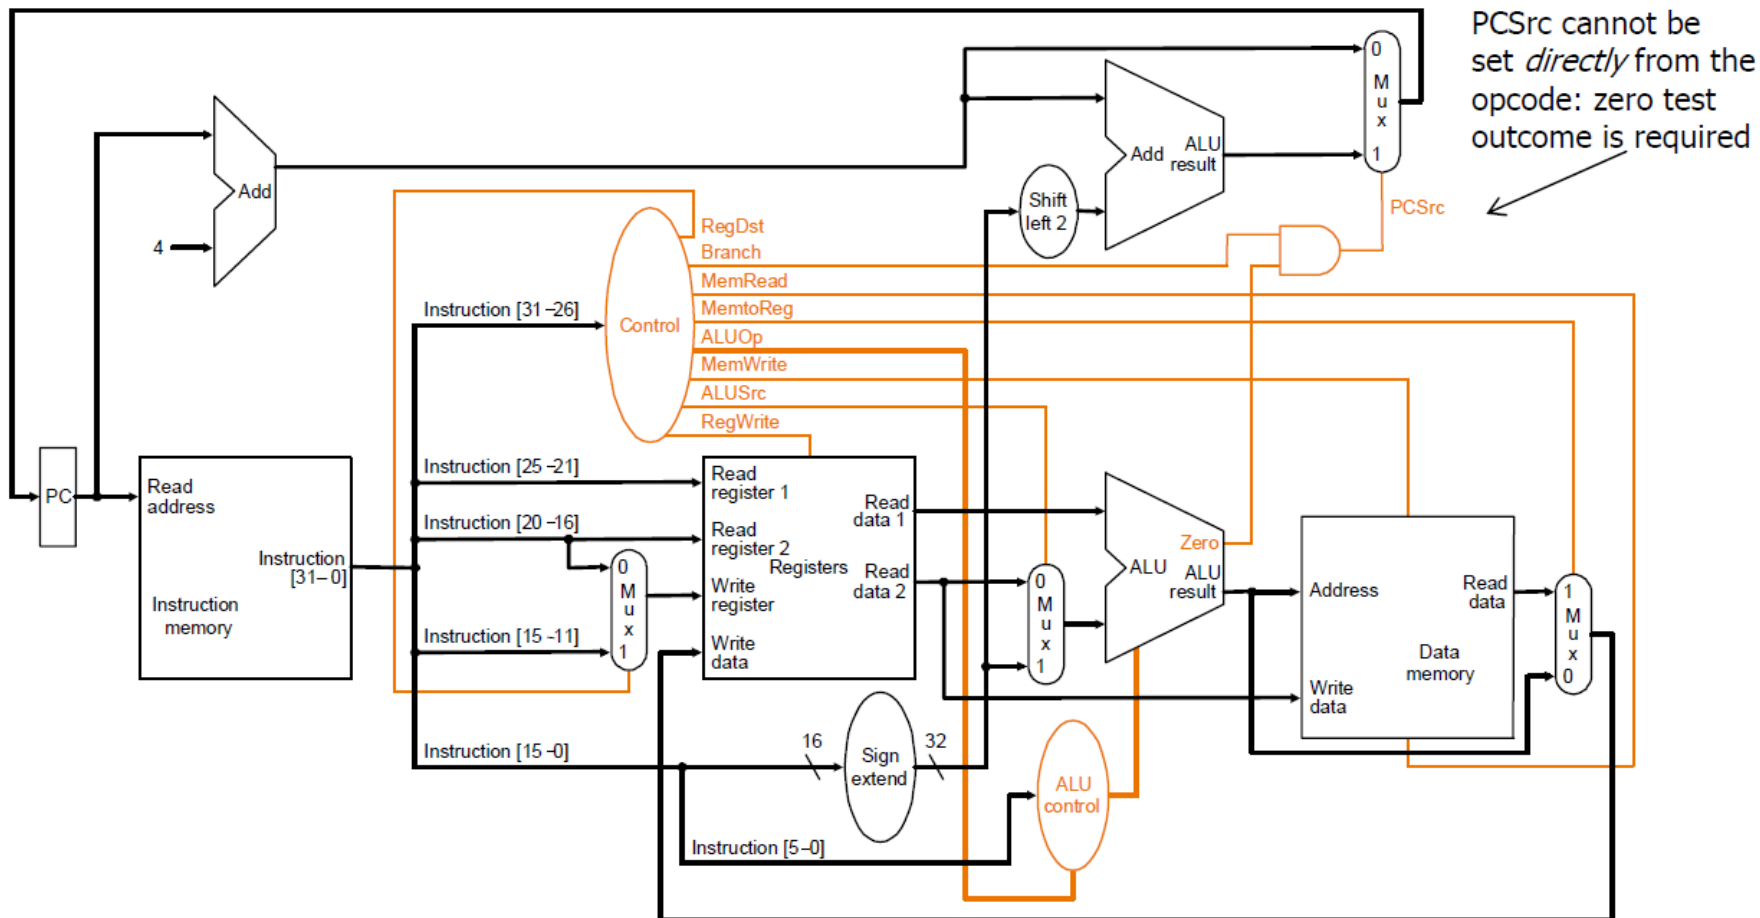 PCSrc cannot be
set directly from the
opcode: zero test
outcome is required
0
M
u
x
1
Add
ALU
result
Add
4
Shift
left 2
PCSrc
RegDst
Branch
MemRead
MemtoReg
ALUOp
MemWrite
ALUSrc
RegWrite
Control
Instruction [31–26]
Instruction [25–21]
Instruction [20–16]
Instruction [15-11]
Instruction [15–0]
Instruction [5–0]
PC
Read
address
Instruction
[31–0]
Instruction
memory
0
M
u
x
1
Read
register 1
Read
register 2
Registers
Write
register
Write
data
Read
data 1
Read
data 2
0
M
u
x
1
Zero
ALU
ALU
result
Address
Read
data
Data
memory
Write
data
1
M
u
x
0
16
Sign
extend
32
ALU
control